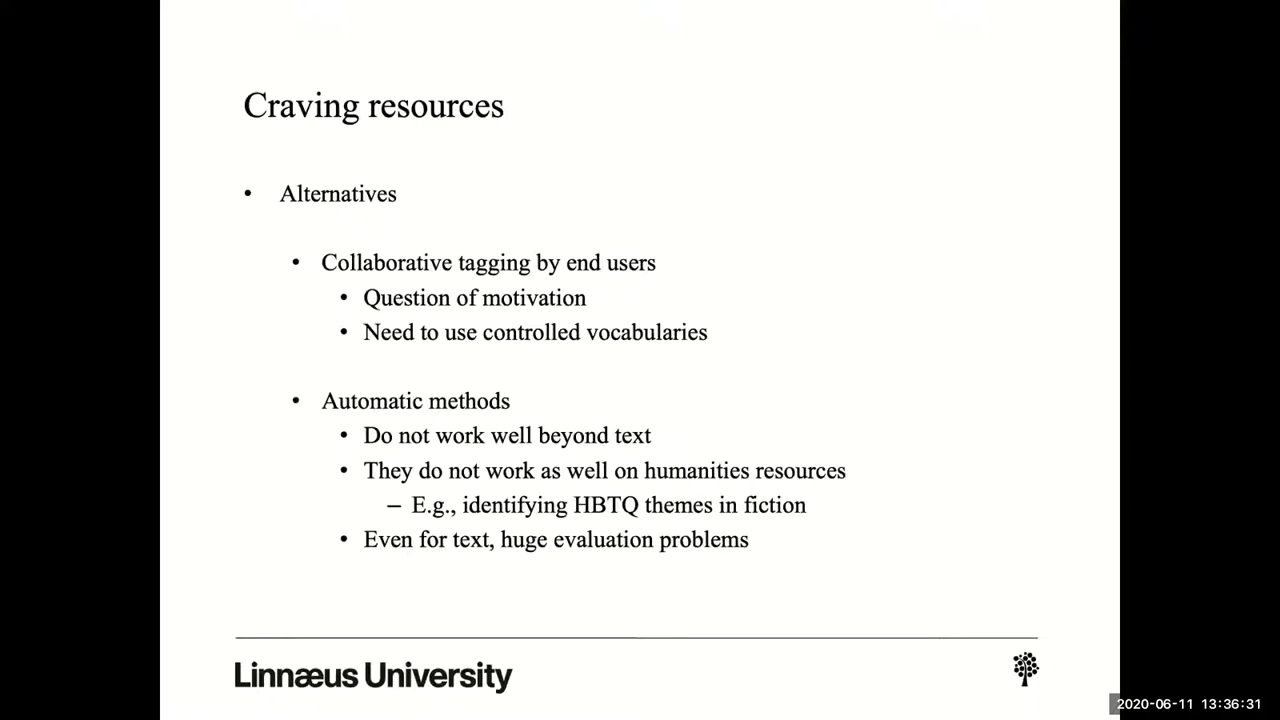 Craving resources
• Alternatives
• Collaborative tagging by end users
• Question of motivation
• Need to use controlled vocabularies
• Automatic methods
• Do not work well beyond text
• They do not work as well on humanities resources
– E.g., identifying HBTQ themes in fiction
• Even for text, huge evaluation problems
Linnæus University
2020-06-11 13:36:31